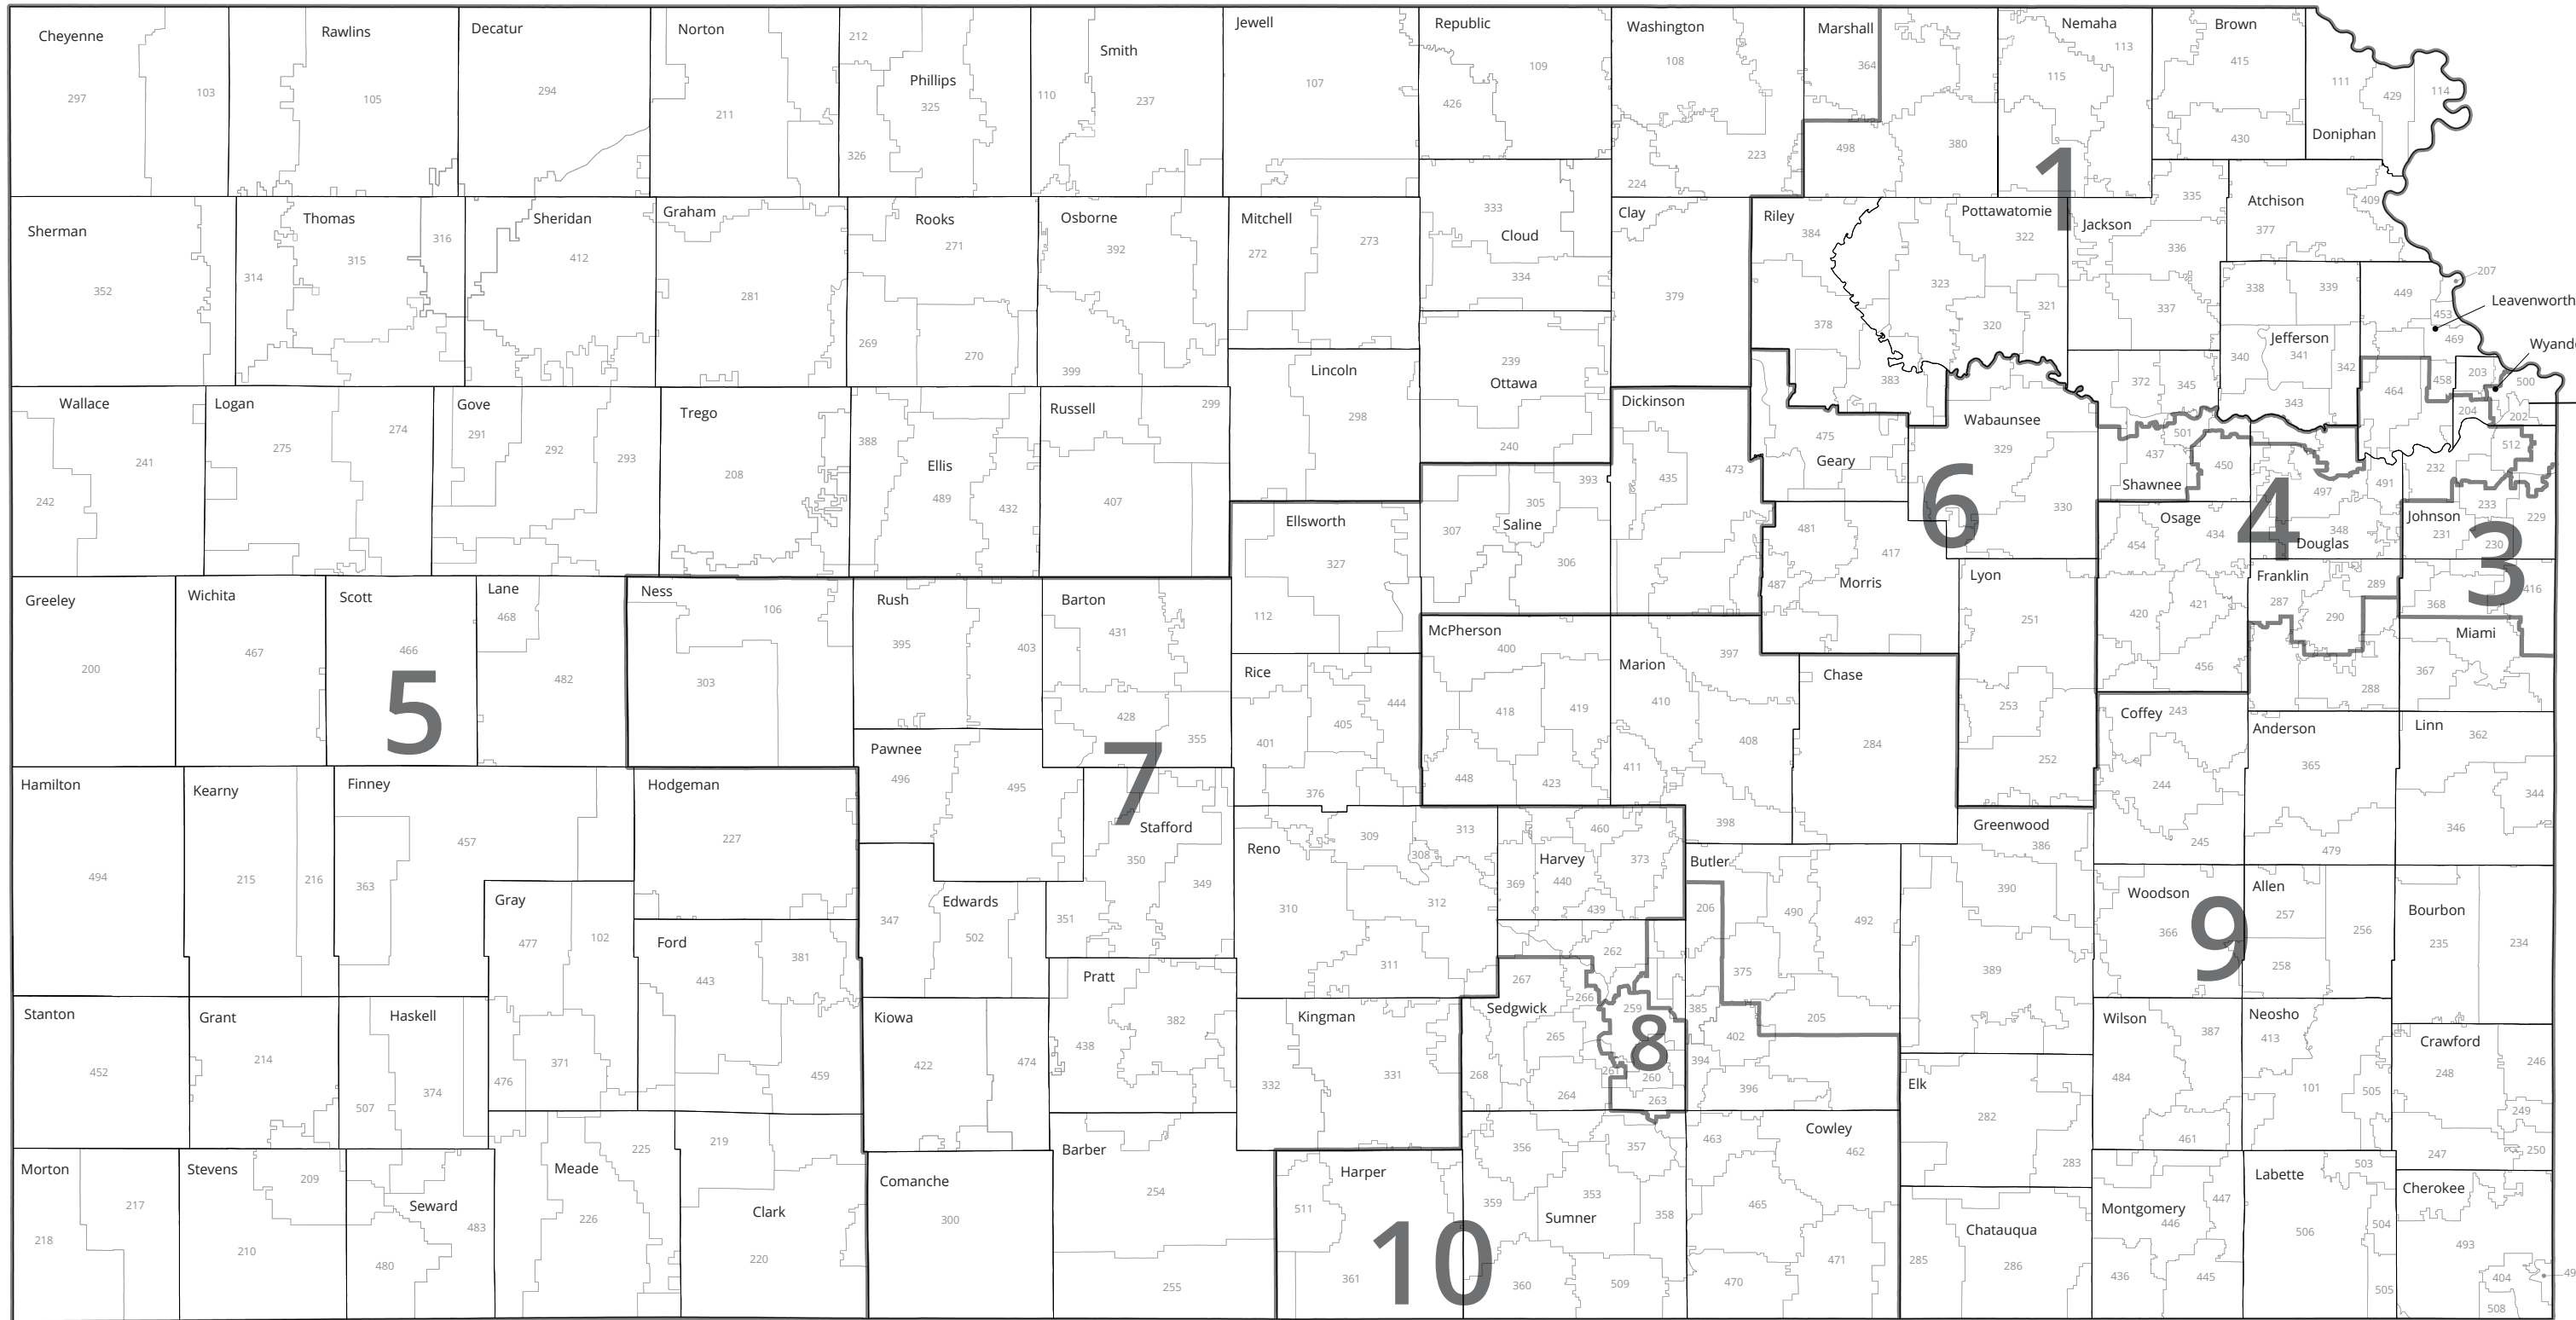 Cheyenne
297
103
Rawlins
105
Decatur
294
Norton
211
212
Phillips
325
326
Smith
110
237
Jewell
107
Republic
109
426
Washington
108
223
224
Marshall
364
498
380
Nemaha
113
115
Brown
415
430
111
429
114
Doniphan
1
Sherman
352
Thomas
314
315
316
Sheridan
412
Graham
281
Rooks
271
269
270
Osborne
392
399
Mitchell
272
273
333
Cloud
334
Clay
379
Riley
384
378
383
Pottawatomie
322
323
321
320
Jackson
335
336
337
Atchison
377
409
338
339
Jefferson
340
341
342
343
207
449
453
Leavenworth
469
464
458
Wyand
203
500
204
202
Lincoln
298
239
Ottawa
240
372
345
Wallace
241
242
Logan
275
274
Gove
291
292
293
Trego
208
388
Ellis
489
432
Russell
299
407
Dickinson
435
473
475
Geary
Wabaunsee
329
330
6
501
437
450
Shawnee
4
497
491
348
Douglas
512
232
233
229
Johnson
231
230
3
Ellsworth
327
112
393
305
307
Saline
306
481
417
487
Morris
Osage
434
454
420
421
456
Franklin
289
287
290
288
416
368
Miami
367
Greeley
200
Wichita
467
Scott
466
5
Lane
468
482
Ness
106
303
Rush
395
403
Barton
431
428
355
Rice
444
405
401
376
McPherson
400
418
419
448
423
Marion
397
410
408
411
398
Chase
284
Lyon
251
253
252
Coffey
243
244
245
Anderson
365
479
Linn
362
344
346
Hamilton
494
Kearny
215
216
Finney
457
363
Hodgeman
227
Pawnee
496
495
7
Stafford
350
349
351
Reno
309
313
308
310
312
311
460
Harvey
373
369
440
439
Butler
206
490
492
375
385
205
402
394
396
Greenwood
386
390
389
Woodson
366
9
Allen
257
256
258
Bourbon
235
234
Gray
477
102
371
476
Ford
381
443
459
Edwards
347
502
Pratt
382
438
262
267
266
Sedgwick
259
265
8
268
261
260
264
263
Stanton
452
Grant
214
Haskell
507
374
Kiowa
422
474
Kingman
332
331
Wilson
387
484
461
Neosho
413
101
505
Crawford
248
246
249
247
250
Elk
282
283
Morton
217
218
Stevens
209
210
Seward
483
480
Meade
225
226
219
Clark
220
Comanche
300
Barber
254
255
Harper
511
361
10
356
357
359
353
Sumner
358
360
509
463
Cowley
462
465
471
470
285
Chatauqua
286
Montgomery
447
446
436
445
Labette
503
504
506
505
Cherokee
493
404
49
508